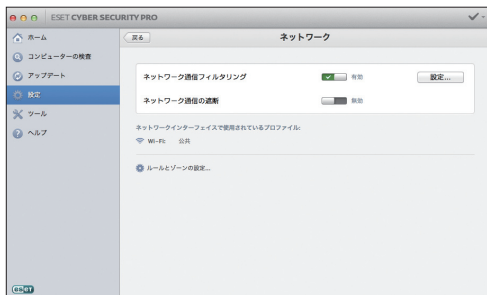 ESET CYBER SECURITY PRO
ホーム
コンピューターの検査
アップデート
設定
ツール
ヘルプ
戻る
ネットワーク
ネットワーク通信フィルタリング
有効
設定...
ネットワーク通信の遮断
無効
ネットワークインターフェイスで使用されているプロファイル:
Wi-Fi: 公共
ルールとゾーンの設定...
eseT